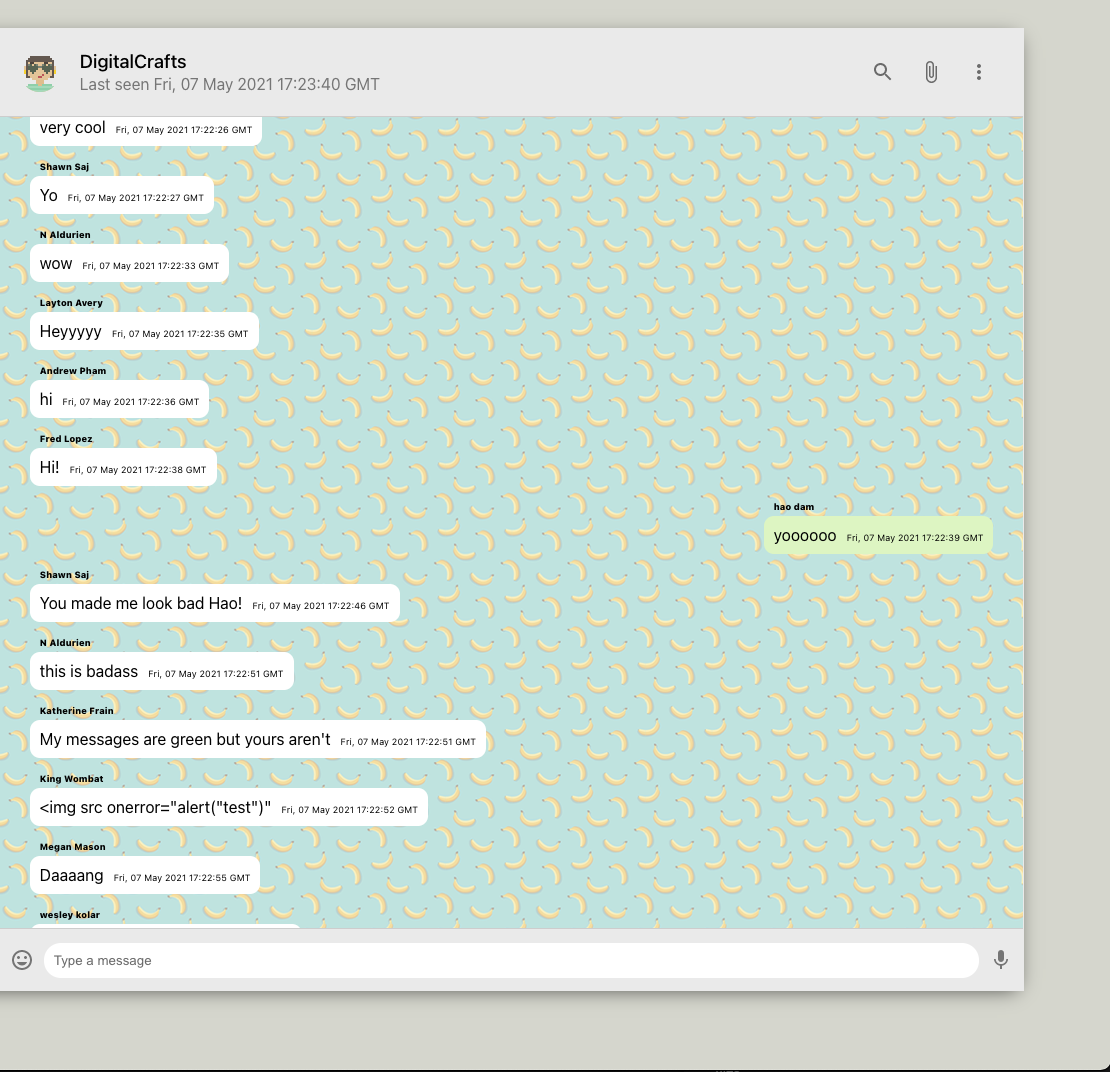 DigitalCrafts
Last seen Fri, 07 May 2021 17:23:40 GMT
very cool Fri, 07 May 2021 17:22:26 GMT
Shawn Saj
Yo Fri, 07 May 2021 17:22:27 GMT
N Aldurien
wow Fri, 07 May 2021 17:22:33 GMT
Layton Avery
Heyyyyy Fri, 07 May 2021 17:22:35 GMT
Andrew Pham
hi Fri, 07 May 2021 17:22:36 GMT
Fred Lopez
Hi! Fri, 07 May 2021 17:22:38 GMT
hao dam
yoooooo Fri, 07 May 2021 17:22:39 GMT
Shawn Saj
You made me look bad Hao! Fri, 07 May 2021 17:22:46 GMT
N Aldurien
this is badass Fri, 07 May 2021 17:22:51 GMT
Katherine Frain
My messages are green but yours aren't Fri, 07 May 2021 17:22:51 GMT
King Wombat
<img src onerror="alert("test")" Fri, 07 May 2021 17:22:52 GMT
Megan Mason
Daaaang Fri, 07 May 2021 17:22:55 GMT
wesley kolar
Type a message